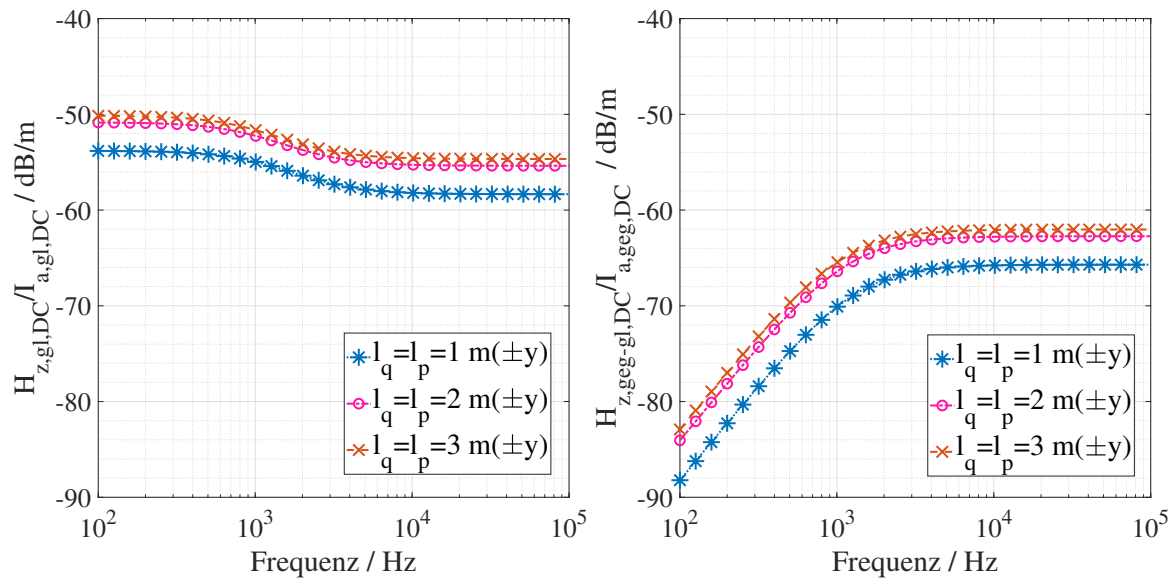 H_z,gl,DC/I_a,gl,DC / dB/m
-40
-50
-60
-70
-80
-90
10^2
10^3
10^4
10^5
Frequenz / Hz
l_q=l_p=1 m(±y)
l_q=l_p=2 m(±y)
l_q=l_p=3 m(±y)
H_z,geg-gl,DC/I_a,geg,DC / dB/m
-40
-50
-60
-70
-80
-90
10^2
10^3
10^4
10^5
Frequenz / Hz
l_q=l_p=1 m(±y)
l_q=l_p=2 m(±y)
l_q=l_p=3 m(±y)